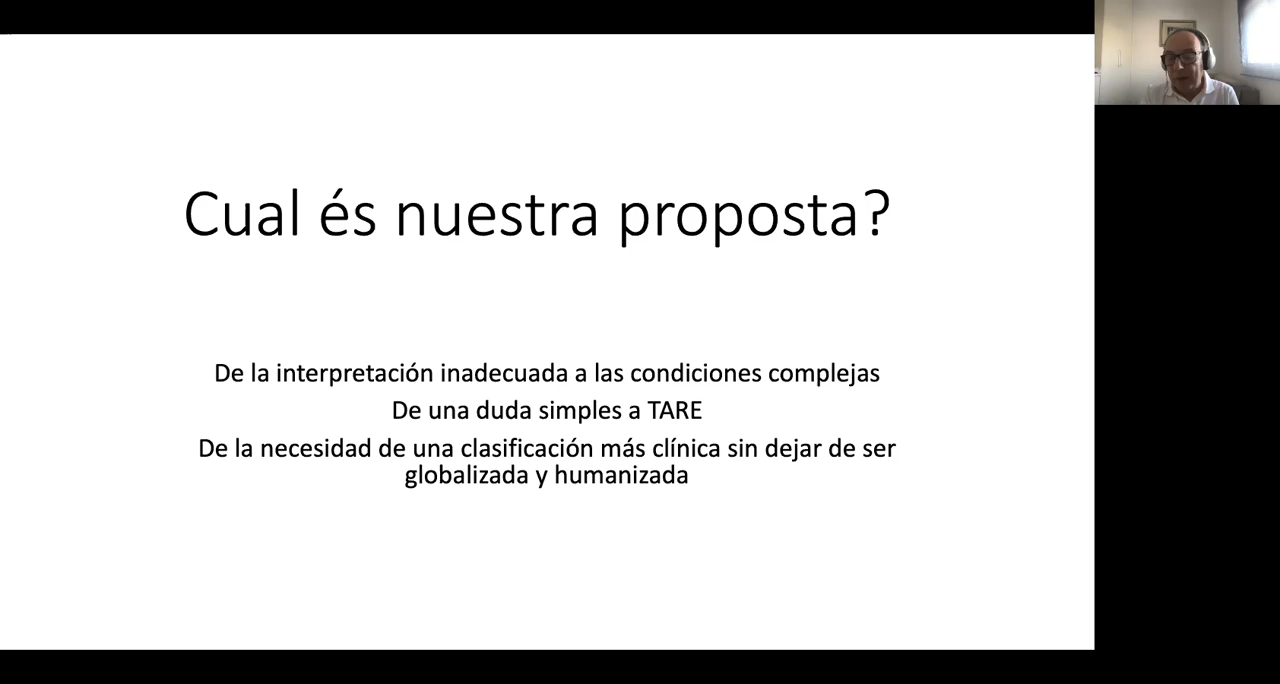 Cual és nuestra proposta?
De la interpretación inadecuada a las condiciones complejas
De una duda simples a TARE
De la necesidad de una clasificación más clínica sin dejar de ser
globalizada y humanizada